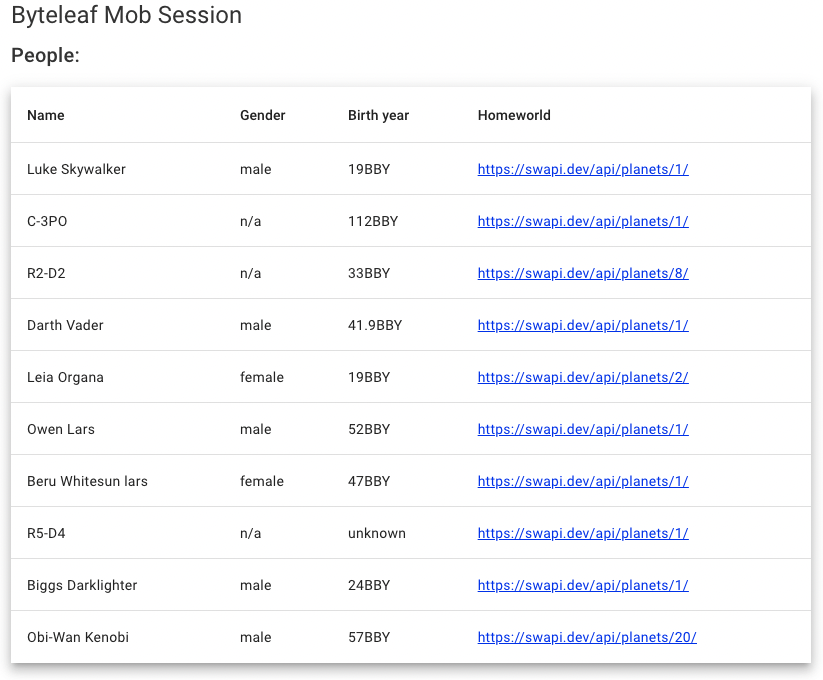 Byteleaf Mob Session
People:
Name Gender Birth year Homeworld
Luke Skywalker male 19BBY https://swapi.dev/api/planets/1/
C-3PO n/a 112BBY https://swapi.dev/api/planets/1/
R2-D2 n/a 33BBY https://swapi.dev/api/planets/8/
Darth Vader male 41.9BBY https://swapi.dev/api/planets/1/
Leia Organa female 19BBY https://swapi.dev/api/planets/2/
Owen Lars male 52BBY https://swapi.dev/api/planets/1/
Beru Whitesun lars female 47BBY https://swapi.dev/api/planets/1/
R5-D4 n/a unknown https://swapi.dev/api/planets/1/
Biggs Darklighter male 24BBY https://swapi.dev/api/planets/1/
Obi-Wan Kenobi male 57BBY https://swapi.dev/api/planets/20/